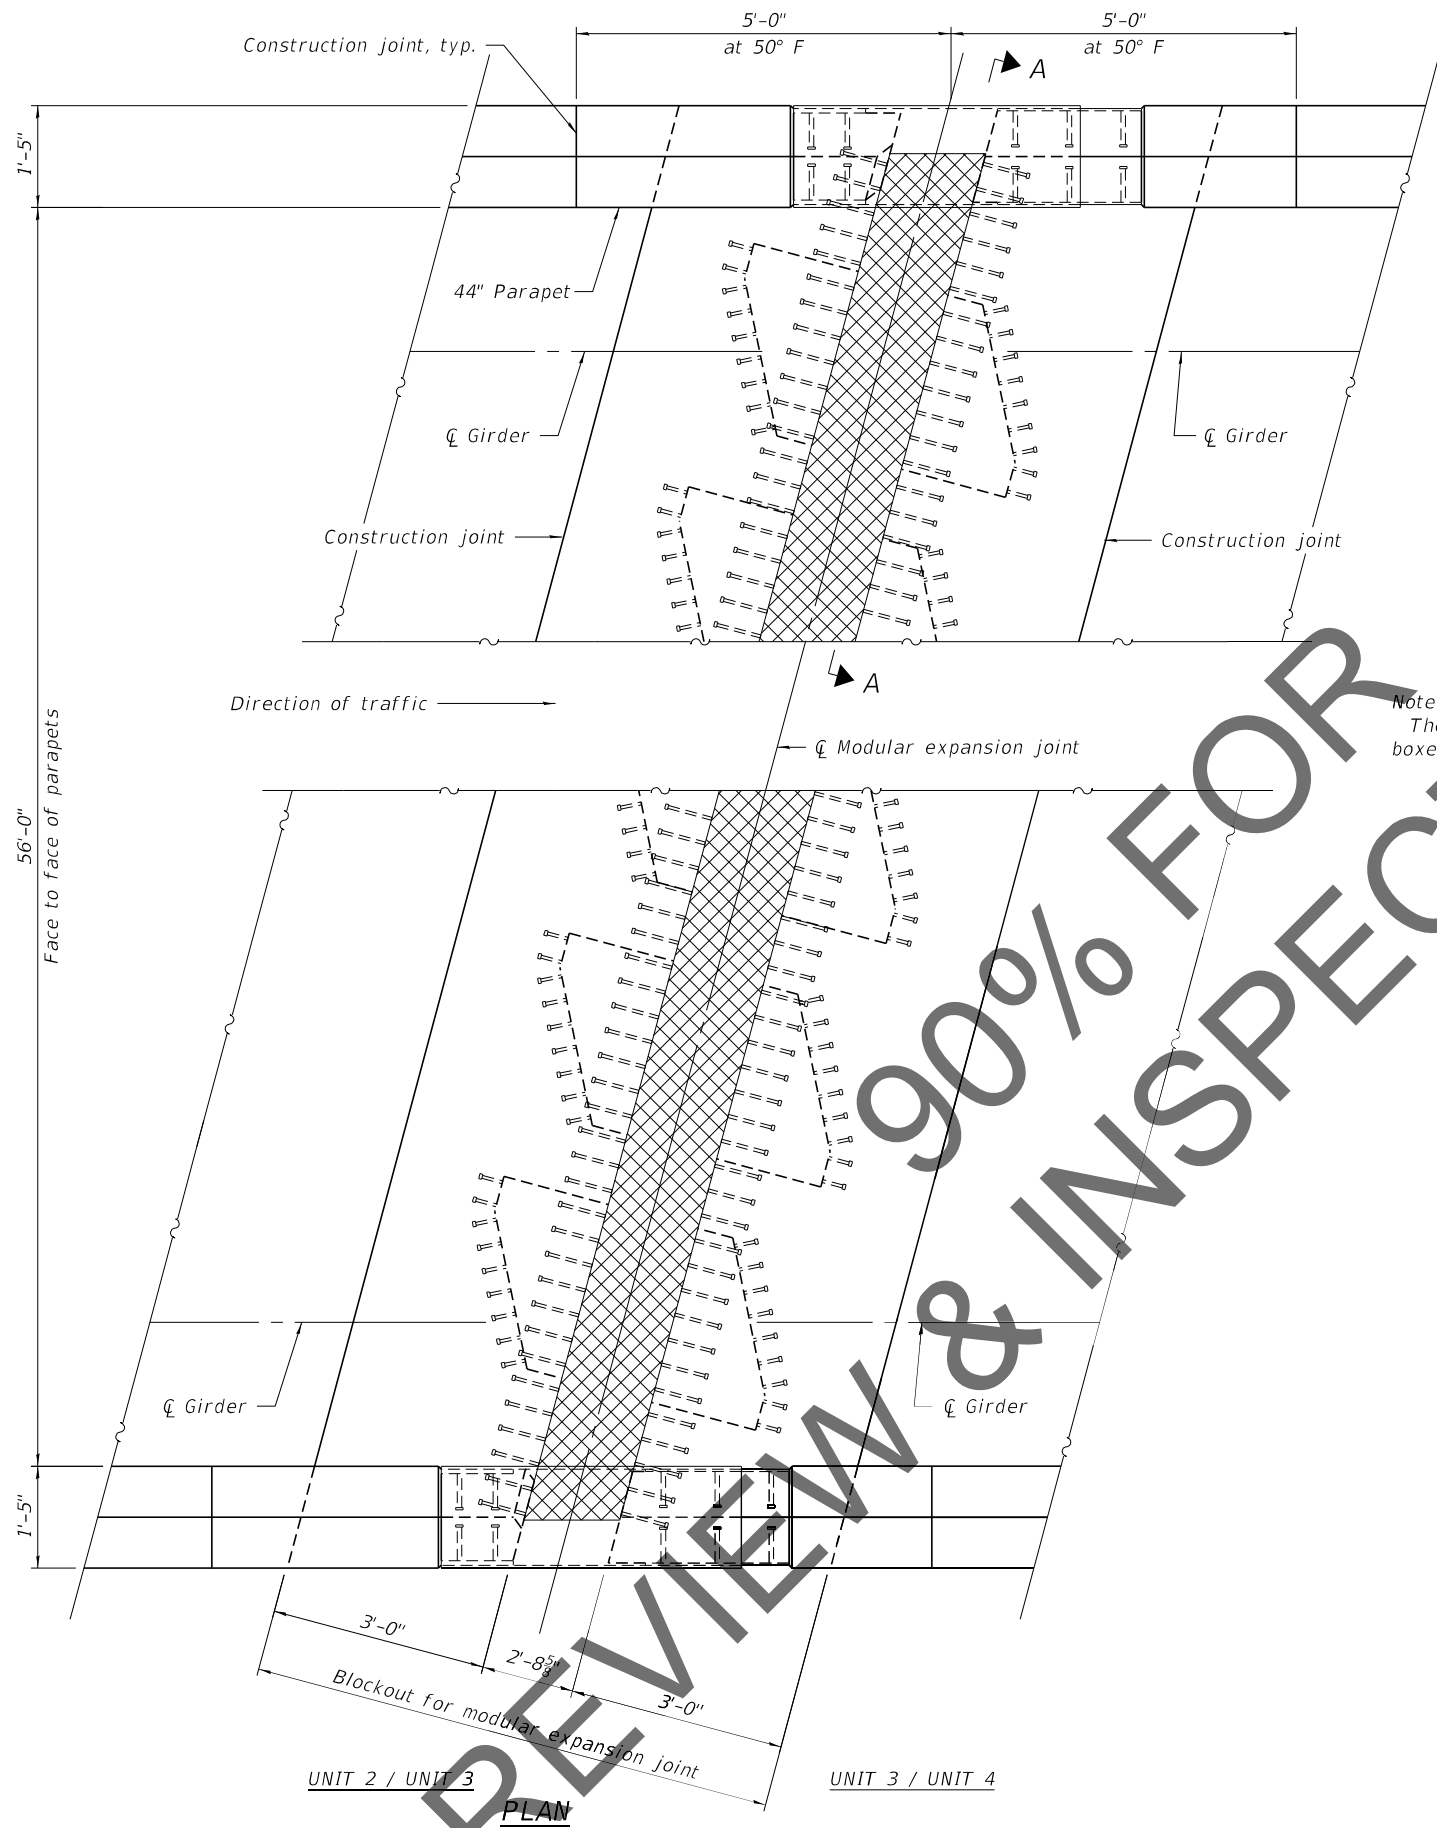 5'-0"
at 50° F
5'-0"
at 50° F
Construction joint, typ.
A
1'-5"
44" Parapet
℄ Girder
℄ Girder
Construction joint
Construction joint
A
Direction of traffic
℄ Modular expansion joint
Note
boxe
56'-0"
Face to face of parapets
℄ Girder
℄ Girder
1'-5"
3'-0"
2'-8⅝"
3'-0"
Blockout for modular expansion joint
UNIT 2 / UNIT 3
UNIT 3 / UNIT 4
PLAN
90% FOR
REVIEW & INSPEC